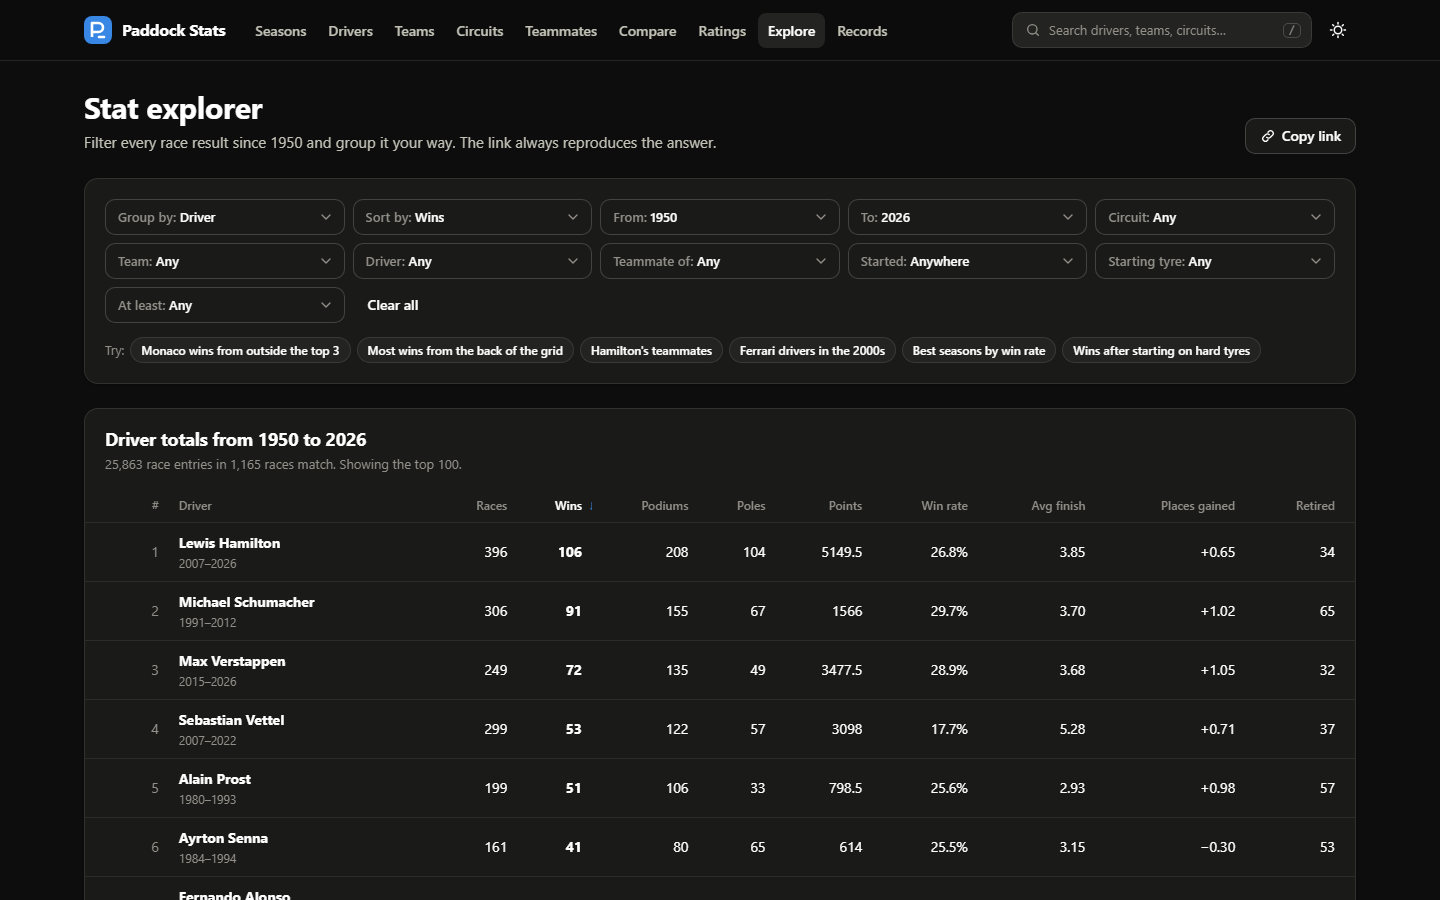 Paddock Stats Seasons Drivers Teams Circuits Teammates Compare Ratings Explore Records Search drivers, teams, circuits... /
Stat explorer
Filter every race result since 1950 and group it your way. The link always reproduces the answer.
Copy link
Group by: Driver Sort by: Wins From: 1950 To: 2026 Circuit: Any
Team: Any Driver: Any Teammate of: Any Started: Anywhere Starting tyre: Any
At least: Any Clear all
Try: Monaco wins from outside the top 3 Most wins from the back of the grid Hamilton's teammates Ferrari drivers in the 2000s Best seasons by win rate Wins after starting on hard tyres
Driver totals from 1950 to 2026
25,863 race entries in 1,165 races match. Showing the top 100.
# Driver Races Wins ↓ Podiums Poles Points Win rate Avg finish Places gained Retired
1 Lewis Hamilton 396 106 208 104 5149.5 26.8% 3.85 +0.65 34
2007–2026
2 Michael Schumacher 306 91 155 67 1566 29.7% 3.70 +1.02 65
1991–2012
3 Max Verstappen 249 72 135 49 3477.5 28.9% 3.68 +1.05 32
2015–2026
4 Sebastian Vettel 299 53 122 57 3098 17.7% 5.28 +0.71 37
2007–2022
5 Alain Prost 199 51 106 33 798.5 25.6% 2.93 +0.98 57
1980–1993
6 Ayrton Senna 161 41 80 65 614 25.5% 3.15 −0.30 53
1984–1994
Fernando Alonso